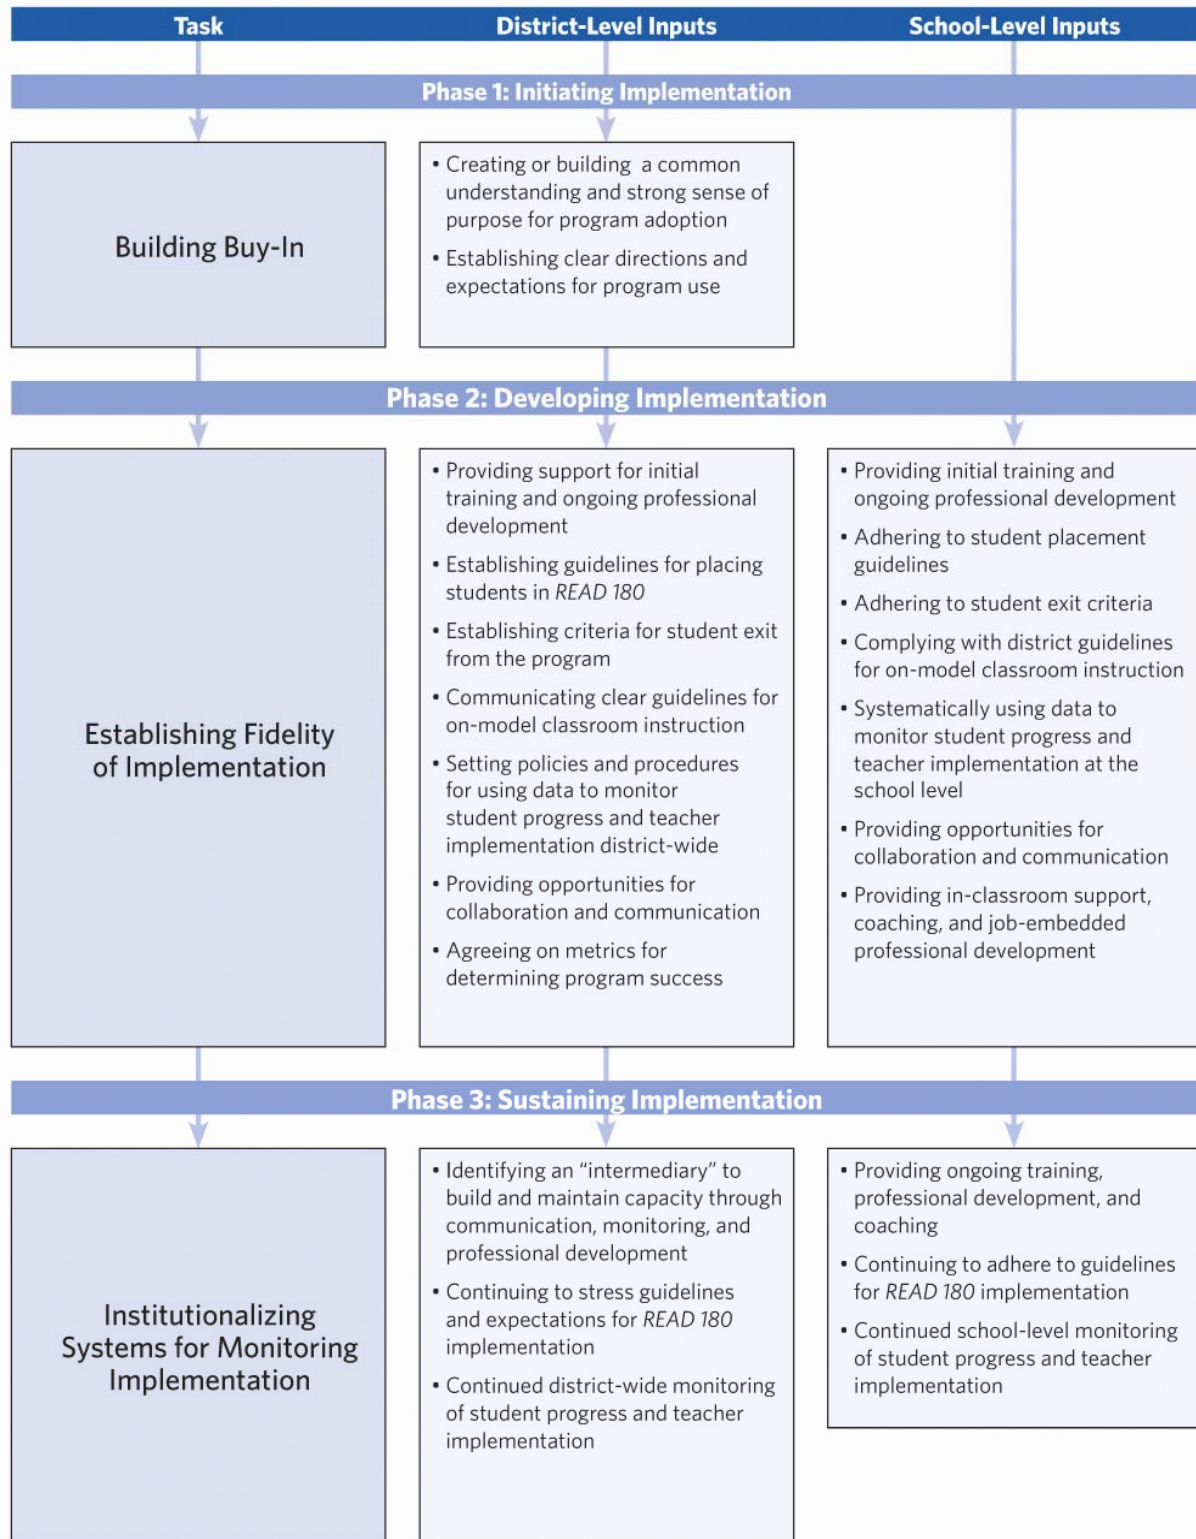 Task
District-Level Inputs
School-Level Inputs
Phase 1: Initiating Implementation
Building Buy-In
• Creating or building a common
understanding and strong sense of
purpose for program adoption
• Establishing clear directions and
expectations for program use
Phase 2: Developing Implementation
Establishing Fidelity
of Implementation
• Providing support for initial
training and ongoing professional
development
• Establishing guidelines for placing
students in READ 180
• Establishing criteria for student exit
from the program
• Communicating clear guidelines for
on-model classroom instruction
• Setting policies and procedures
for using data to monitor
student progress and teacher
implementation district-wide
• Providing opportunities for
collaboration and communication
• Agreeing on metrics for
determining program success
• Providing initial training and
ongoing professional development
• Adhering to student placement
guidelines
• Adhering to student exit criteria
• Complying with district guidelines
for on-model classroom instruction
• Systematically using data to
monitor student progress and
teacher implementation at the
school level
• Providing opportunities for
collaboration and communication
• Providing in-classroom support,
coaching, and job-embedded
professional development
Phase 3: Sustaining Implementation
Institutionalizing
Systems for Monitoring
Implementation
• Identifying an “intermediary” to
build and maintain capacity through
communication, monitoring, and
professional development
• Continuing to stress guidelines
and expectations for READ 180
implementation
• Continued district-wide monitoring
of student progress and teacher
implementation
• Providing ongoing training,
professional development, and
coaching
• Continuing to adhere to guidelines
for READ 180 implementation
• Continued school-level monitoring
of student progress and teacher
implementation